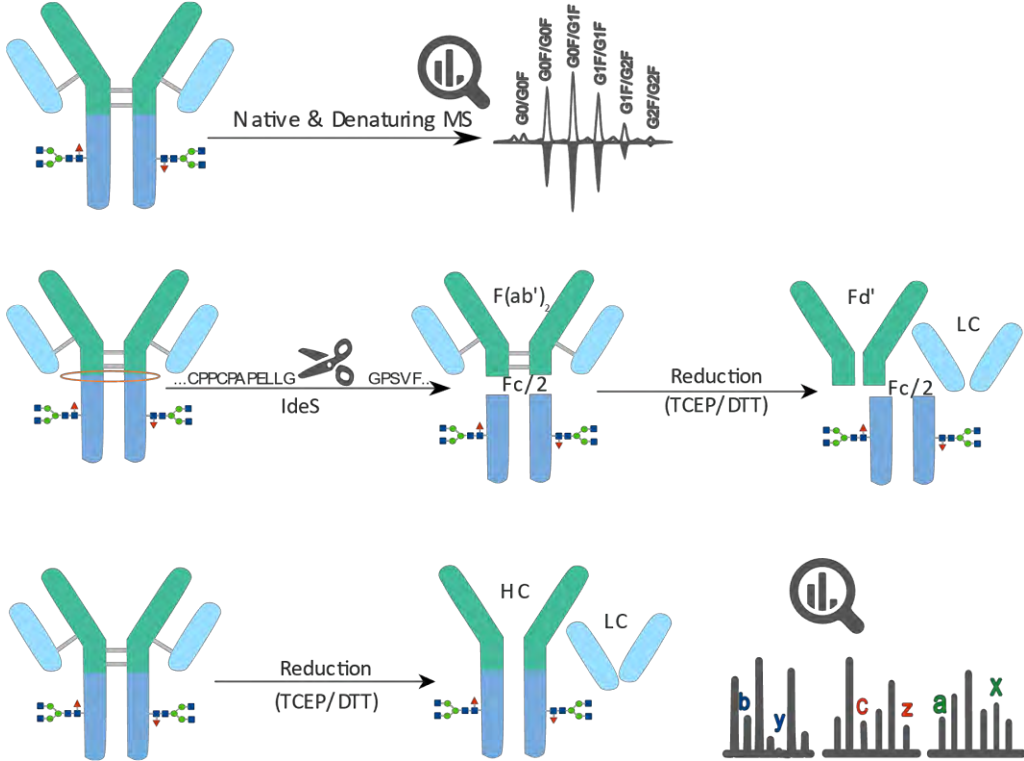 G0/G0F
G0F/G0F
G0F/G1F
G1F/G1F
G1F/G2F
G2F/G2F
Native & Denaturing MS
F(ab')2
...CPPCPAPELLG
GPSVF..
IdeS
Fc/2
Reduction
(TCEP/DTT)
Fd'
LC
Fc/2
HC
LC
Reduction
(TCEP/DTT)
b
y
c
z
a
x